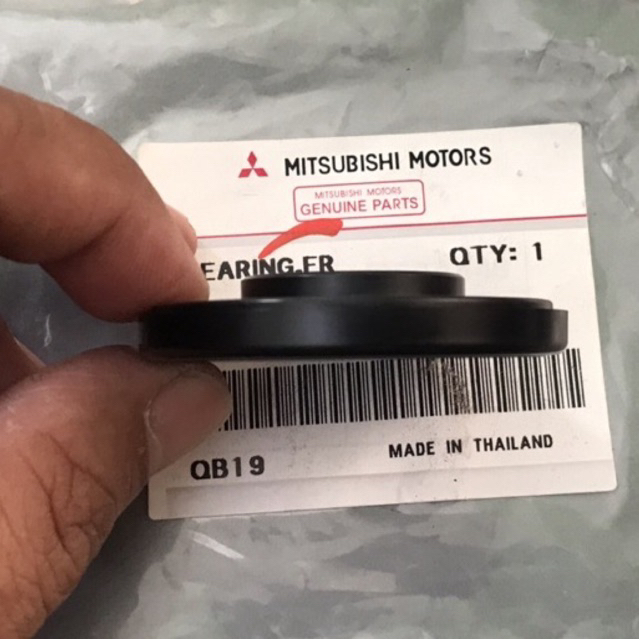 MITSUBISHI MOTORS
MITSUBISHI MOTORS
GENUINE PARTS
EARING,FR QTY: 1
MADE IN THAILAND
QB19